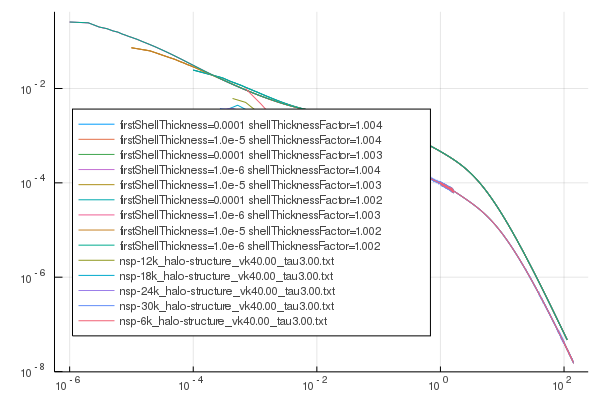 10⁻²
10⁻⁴
10⁻⁶
10⁻⁸
firstShellThickness=0.0001 shellThicknessFactor=1.004
firstShellThickness=1.0e-5 shellThicknessFactor=1.004
firstShellThickness=0.0001 shellThicknessFactor=1.003
firstShellThickness=1.0e-6 shellThicknessFactor=1.004
firstShellThickness=1.0e-5 shellThicknessFactor=1.003
firstShellThickness=0.0001 shellThicknessFactor=1.002
firstShellThickness=1.0e-6 shellThicknessFactor=1.003
firstShellThickness=1.0e-5 shellThicknessFactor=1.002
firstShellThickness=1.0e-6 shellThicknessFactor=1.002
nsp-12k_halo-structure_vk40.00_tau3.00.txt
nsp-18k_halo-structure_vk40.00_tau3.00.txt
nsp-24k_halo-structure_vk40.00_tau3.00.txt
nsp-30k_halo-structure_vk40.00_tau3.00.txt
nsp-6k_halo-structure_vk40.00_tau3.00.txt
10⁻⁶ 10⁻⁴ 10⁻² 10⁰ 10²